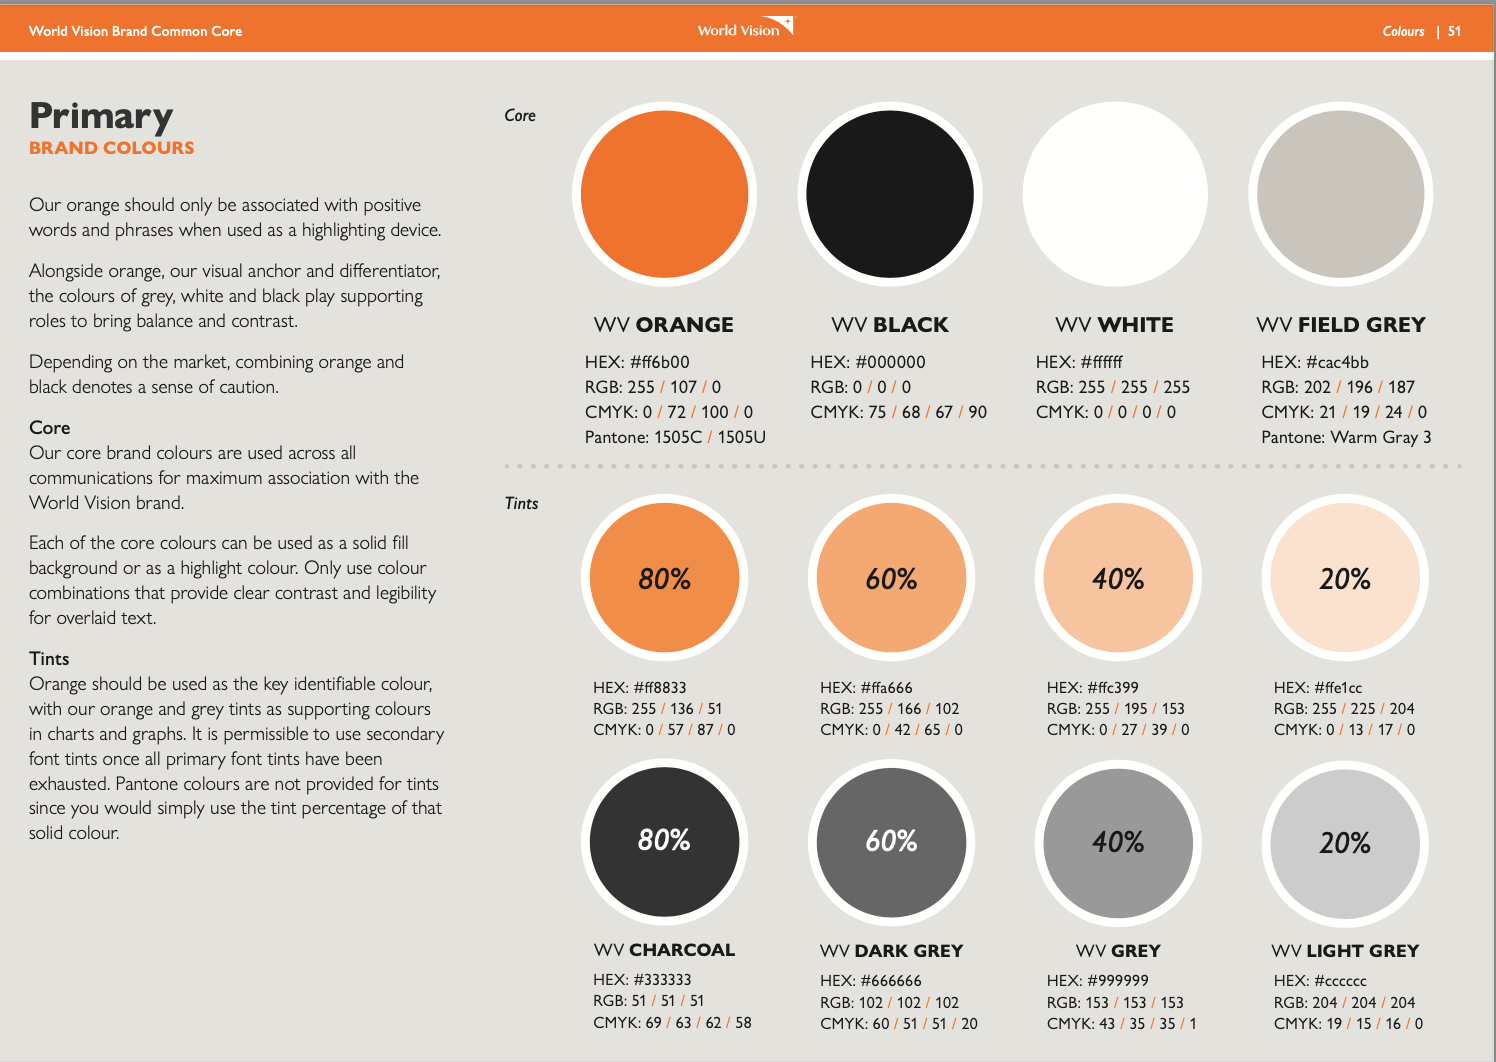 World Vision Brand Common Core
World Vision
Colours | 51
Primary
BRAND COLOURS
Our orange should only be associated with positive
words and phrases when used as a highlighting device.
Alongside orange, our visual anchor and differentiator,
the colours of grey, white and black play supporting
roles to bring balance and contrast.
Depending on the market, combining orange and
black denotes a sense of caution.
Core
Our core brand colours are used across all
communications for maximum association with the
World Vision brand.
Each of the core colours can be used as a solid fill
background or as a highlight colour. Only use colour
combinations that provide clear contrast and legibility
for overlaid text.
Tints
Orange should be used as the key identifiable colour,
with our orange and grey tints as supporting colours
in charts and graphs. It is permissible to use secondary
font tints once all primary font tints have been
exhausted. Pantone colours are not provided for tints
since you would simply use the tint percentage of that
solid colour.
Core
WV ORANGE
HEX: #ff6b00
RGB: 255 / 107 / 0
CMYK: 0 / 72 / 100 / 0
Pantone: 1505C / 1505U
WV BLACK
HEX: #000000
RGB: 0 / 0 / 0
CMYK: 75 / 68 / 67 / 90
WV WHITE
HEX: #ffffff
RGB: 255 / 255 / 255
CMYK: 0 / 0 / 0 / 0
WV FIELD GREY
HEX: #cac4bb
RGB: 202 / 196 / 187
CMYK: 21 / 19 / 24 / 0
Pantone: Warm Gray 3
Tints
80%
HEX: #ff8833
RGB: 255 / 136 / 51
CMYK: 0 / 57 / 87 / 0
60%
HEX: #ffa666
RGB: 255 / 166 / 102
CMYK: 0 / 42 / 65 / 0
40%
HEX: #ffc399
RGB: 255 / 195 / 153
CMYK: 0 / 27 / 39 / 0
20%
HEX: #ffe1cc
RGB: 255 / 225 / 204
CMYK: 0 / 13 / 17 / 0
80%
WV CHARCOAL
HEX: #333333
RGB: 51 / 51 / 51
CMYK: 69 / 63 / 62 / 58
60%
WV DARK GREY
HEX: #666666
RGB: 102 / 102 / 102
CMYK: 60 / 51 / 51 / 20
40%
WV GREY
HEX: #999999
RGB: 153 / 153 / 153
CMYK: 43 / 35 / 35 / 1
20%
WV LIGHT GREY
HEX: #cccccc
RGB: 204 / 204 / 204
CMYK: 19 / 15 / 16 / 0